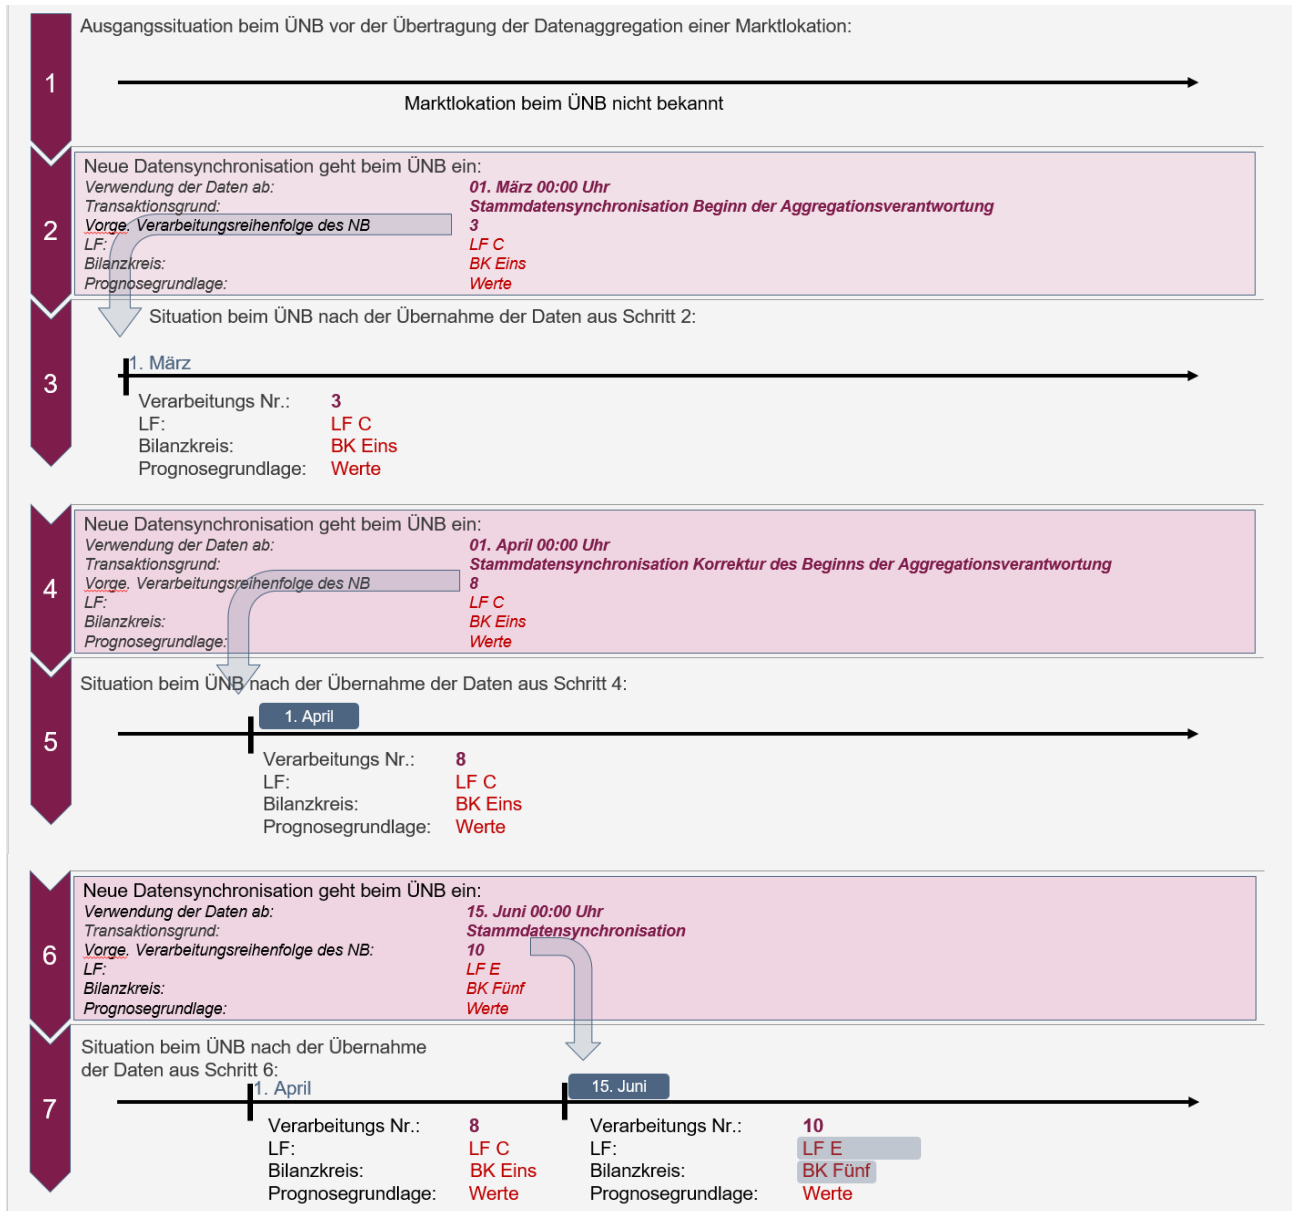 Ausgangssituation beim ÜNB vor der Übertragung der Datenaggregation einer Marktlokation:
1
Marktlokation beim ÜNB nicht bekannt
Neue Datensynchronisation geht beim ÜNB ein:
Verwendung der Daten ab: 01. März 00:00 Uhr
Transaktionsgrund: Stammdatensynchronisation Beginn der Aggregationsverantwortung
2
Vorge. Verarbeitungsreihenfolge des NB 3
LF: LF C
Bilanzkreis: BK Eins
Prognosegrundlage: Werte
Situation beim ÜNB nach der Übernahme der Daten aus Schritt 2:
1. März
3
Verarbeitungs Nr.: 3
LF: LF C
Bilanzkreis: BK Eins
Prognosegrundlage: Werte
Neue Datensynchronisation geht beim ÜNB ein:
Verwendung der Daten ab: 01. April 00:00 Uhr
Transaktionsgrund: Stammdatensynchronisation Korrektur des Beginns der Aggregationsverantwortung
4
Vorge. Verarbeitungsreihenfolge des NB 8
LF: LF C
Bilanzkreis: BK Eins
Prognosegrundlage: Werte
Situation beim ÜNB nach der Übernahme der Daten aus Schritt 4:
1. April
5
Verarbeitungs Nr.: 8
LF: LF C
Bilanzkreis: BK Eins
Prognosegrundlage: Werte
Neue Datensynchronisation geht beim ÜNB ein:
Verwendung der Daten ab: 15. Juni 00:00 Uhr
Transaktionsgrund: Stammdatensynchronisation
6
Vorge. Verarbeitungsreihenfolge des NB: 10
LF: LF E
Bilanzkreis: BK Fünf
Prognosegrundlage: Werte
Situation beim ÜNB nach der Übernahme
der Daten aus Schritt 6:
1. April 15. Juni
7
Verarbeitungs Nr.: 8 Verarbeitungs Nr.: 10
LF: LF C LF: LF E
Bilanzkreis: BK Eins Bilanzkreis: BK Fünf
Prognosegrundlage: Werte Prognosegrundlage: Werte